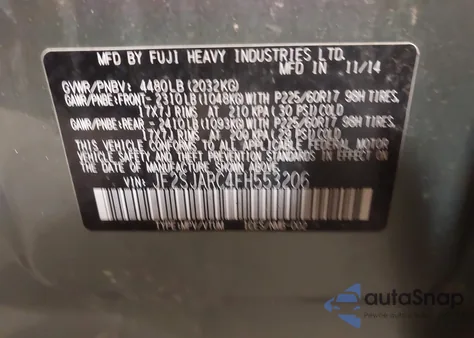 MFD BY FUJI HEAVY INDUSTRIES LTD.
MFD IN 11/14
GVWR/PNBV: 4480LB (2032KG)
GAWR/PNBE:FRONT- 2310LB(1048KG)WITH P225/60R17 98H TIRES.
17X7J RIMS AT 210 KPA ( 30 PSI)COLD
GAWR/PNBE:REAR- 2410LB(1093KG)WITH P225/60R17 98H TIRES.
17X7J RIMS AT 200 KPA ( 29 PSI)COLD
THIS VEHICLE CONFORMS TO ALL APPLICABLE FEDERAL MOTOR
VEHICLE SAFETY STANDARDS IN EFFECT ON THE
DATE OF MANUFACTURE SHOWN ABOVE.
VIN: JF2SJARC4FH553206
TYPE:MPV/VTUM ICES/NMB-002
autoSnap